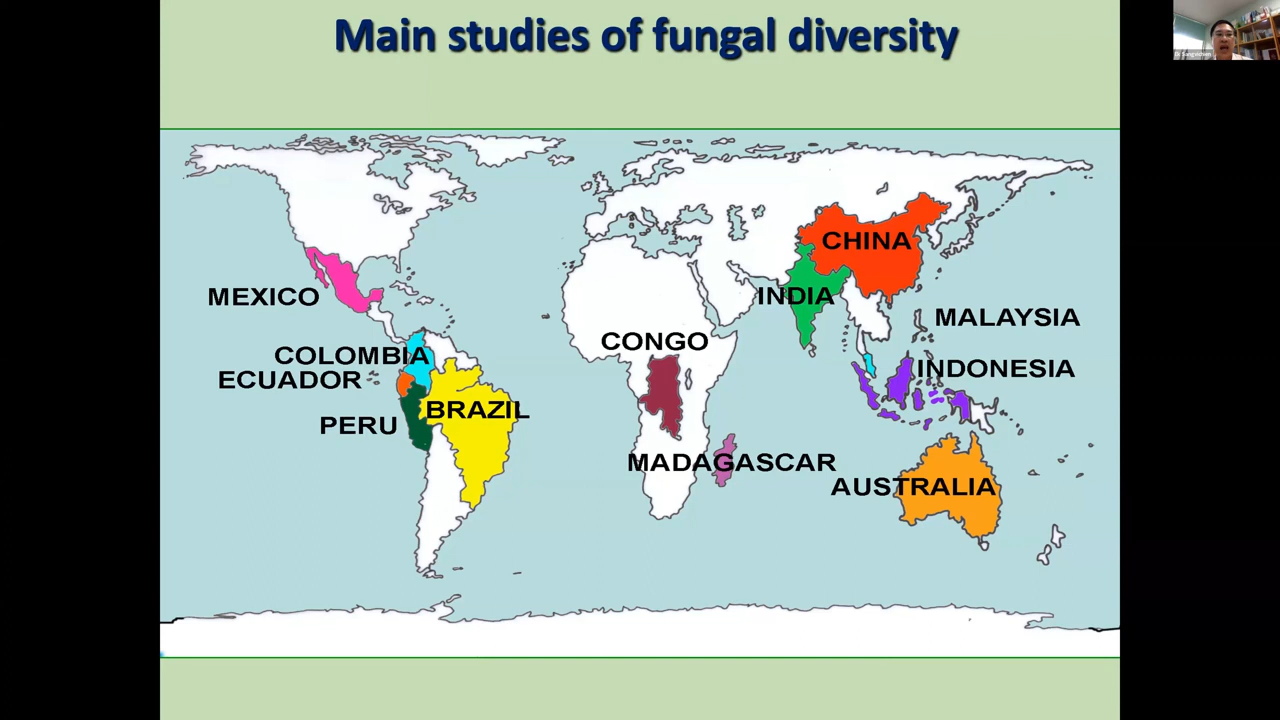 Main studies of fungal diversity
CHINA
MEXICO
INDIA
MALAYSIA
CONGO
COLOMBIA
INDONESIA
ECUADOR
BRAZIL
PERU
MADAGASCAR
AUSTRALIA